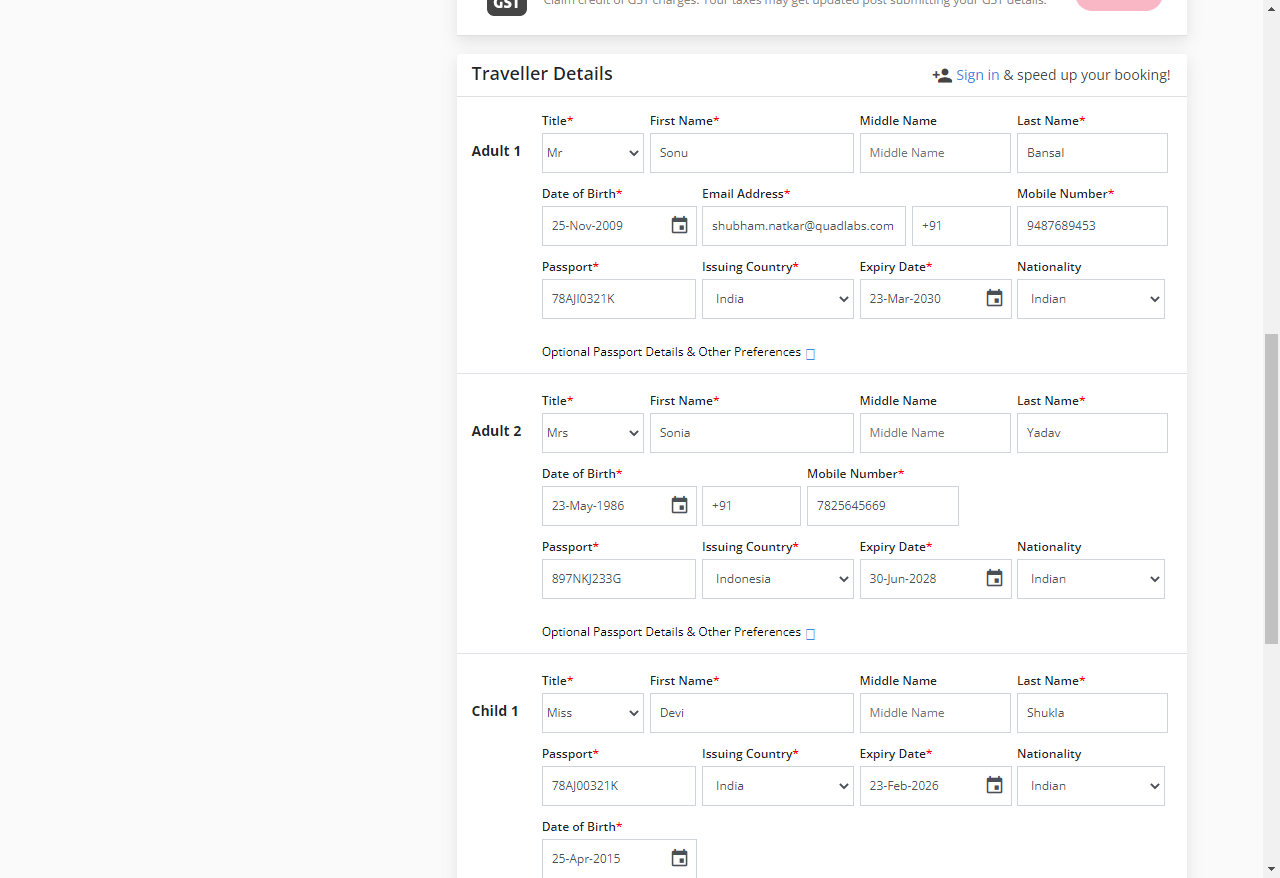 GST Claim credit of GST charges. Your taxes may get updated post submitting your GST details.
Traveller Details Sign in & speed up your booking!
Title* First Name* Middle Name Last Name*
Adult 1 Mr Sonu Middle Name Bansal
Date of Birth* Email Address* Mobile Number*
25-Nov-2009 shubham.natkar@quadlabs.com +91 9487689453
Passport* Issuing Country* Expiry Date* Nationality
78AJI0321K India 23-Mar-2030 Indian
Optional Passport Details & Other Preferences
Title* First Name* Middle Name Last Name*
Adult 2 Mrs Sonia Middle Name Yadav
Date of Birth* Mobile Number*
23-May-1986 +91 7825645669
Passport* Issuing Country* Expiry Date* Nationality
897NKJ233G Indonesia 30-Jun-2028 Indian
Optional Passport Details & Other Preferences
Title* First Name* Middle Name Last Name*
Child 1 Miss Devi Middle Name Shukla
Passport* Issuing Country* Expiry Date* Nationality
78AJ00321K India 23-Feb-2026 Indian
Date of Birth*
25-Apr-2015